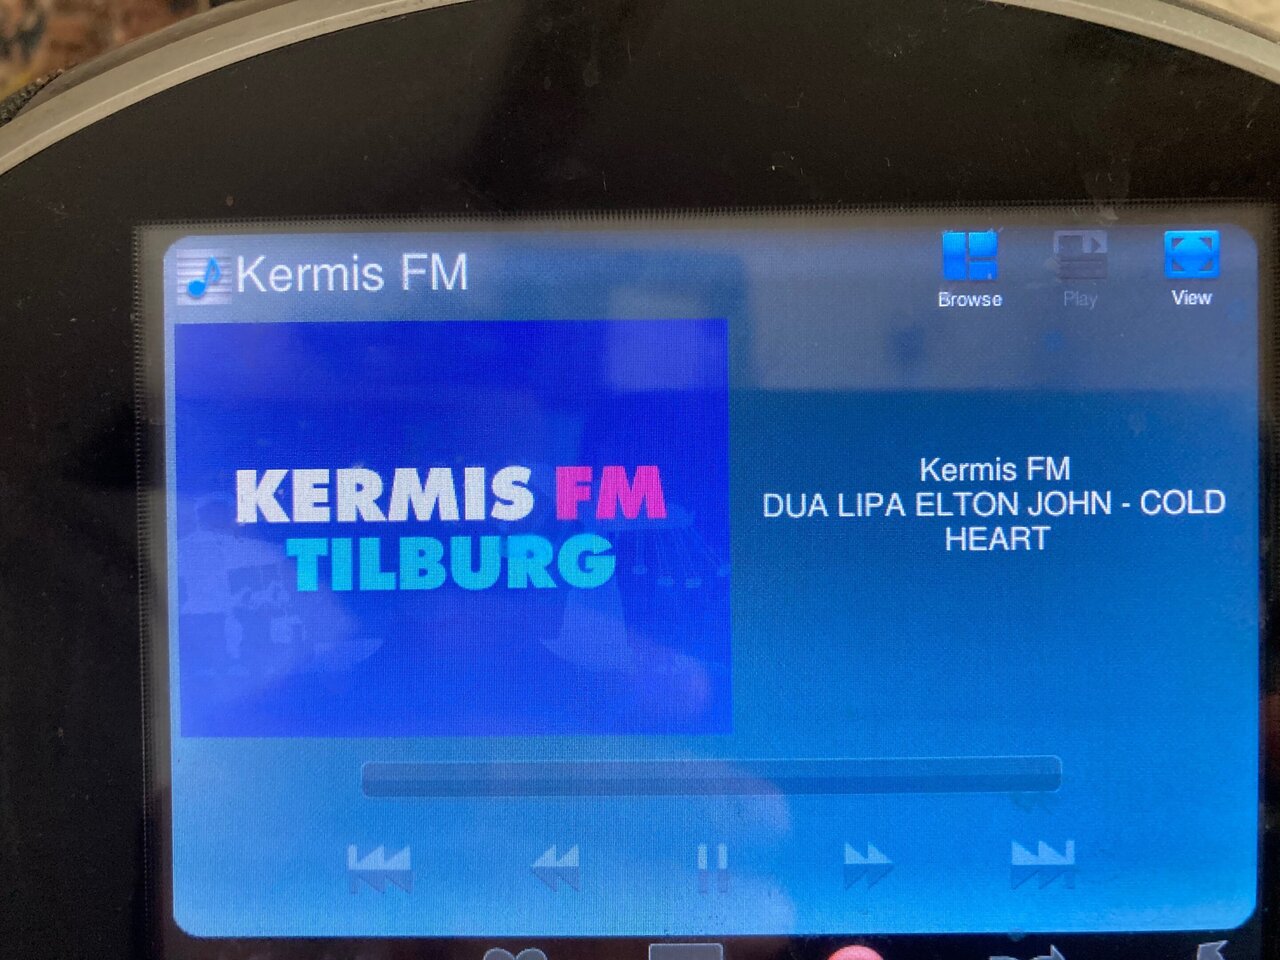 Kermis FM
Browse
Play
View
KERMIS FM
TILBURG
Kermis FM
DUA LIPA ELTON JOHN - COLD
HEART